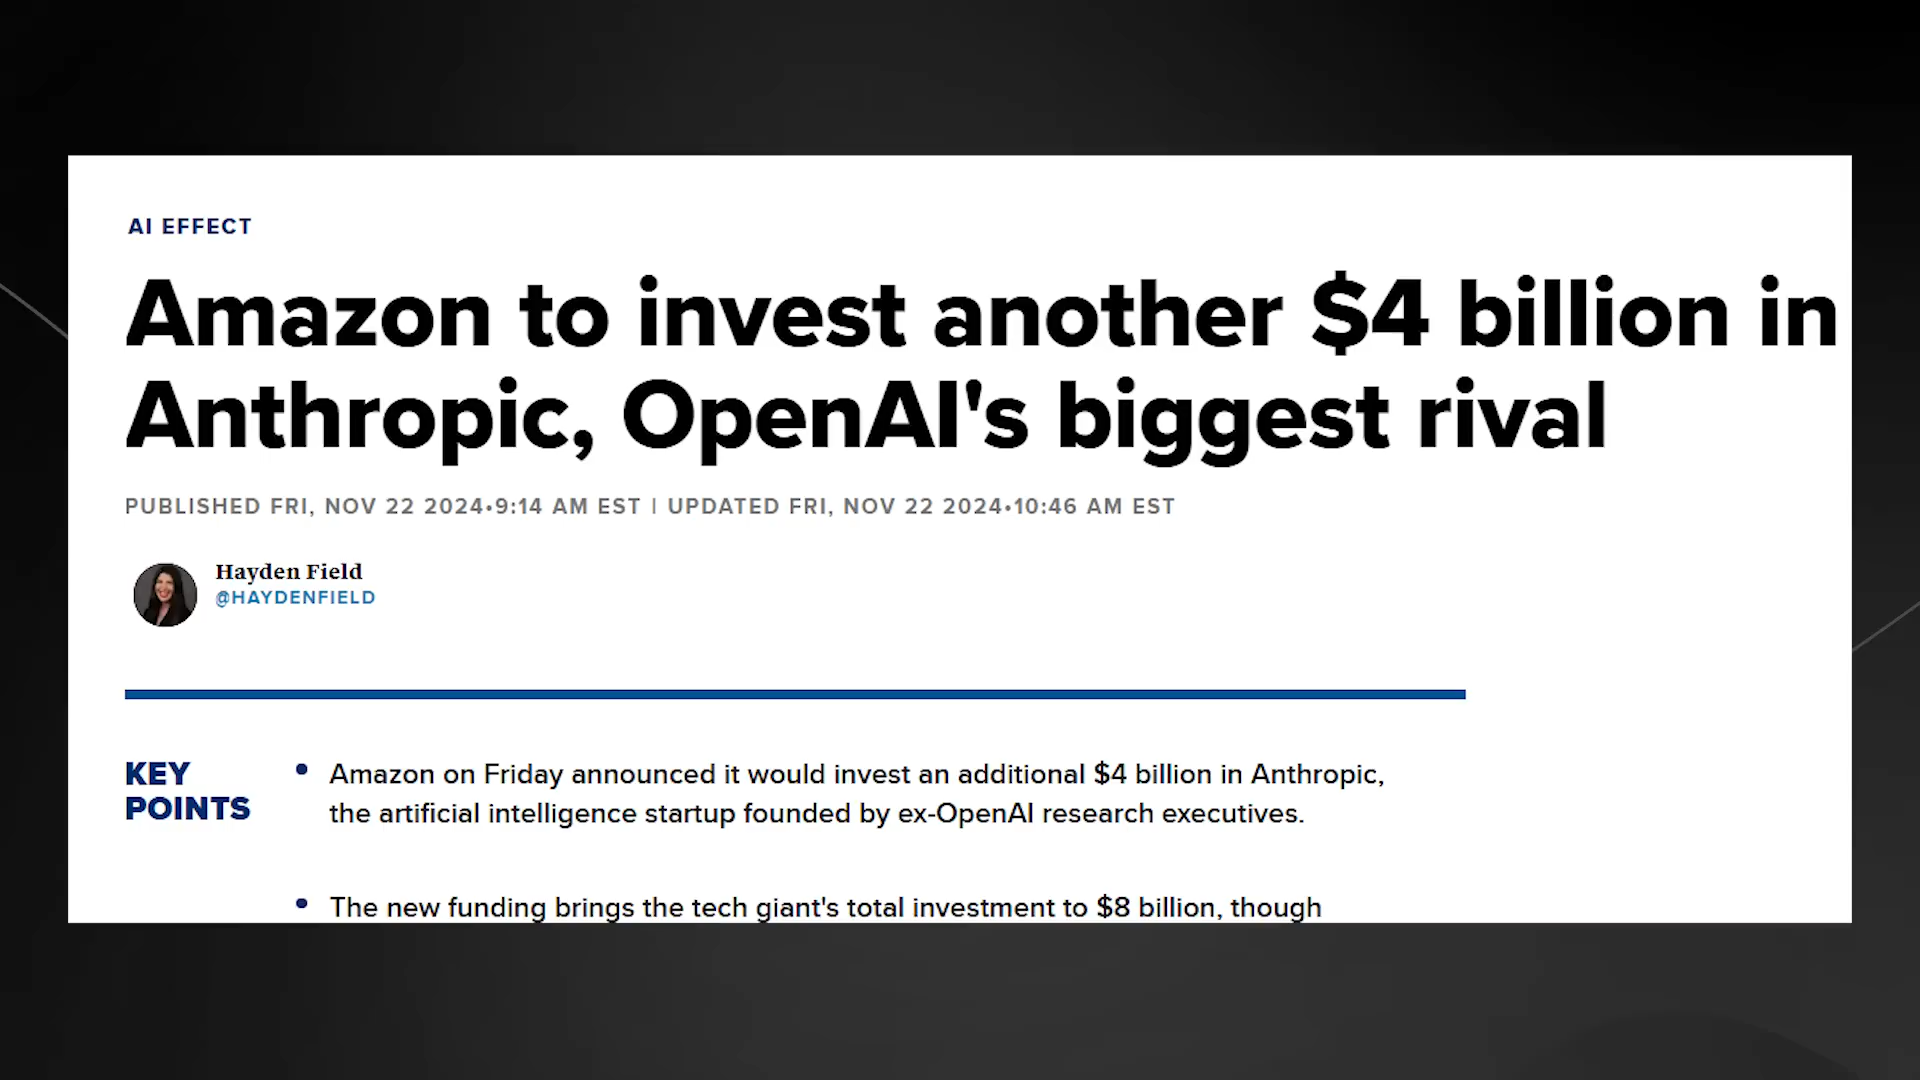 AI EFFECT
Amazon to invest another $4 billion in
Anthropic, OpenAI's biggest rival
PUBLISHED FRI, NOV 22 2024•9:14 AM EST | UPDATED FRI, NOV 22 2024•10:46 AM EST
Hayden Field
@HAYDENFIELD
KEY
POINTS
• Amazon on Friday announced it would invest an additional $4 billion in Anthropic,
the artificial intelligence startup founded by ex-OpenAI research executives.
• The new funding brings the tech giant's total investment to $8 billion, though